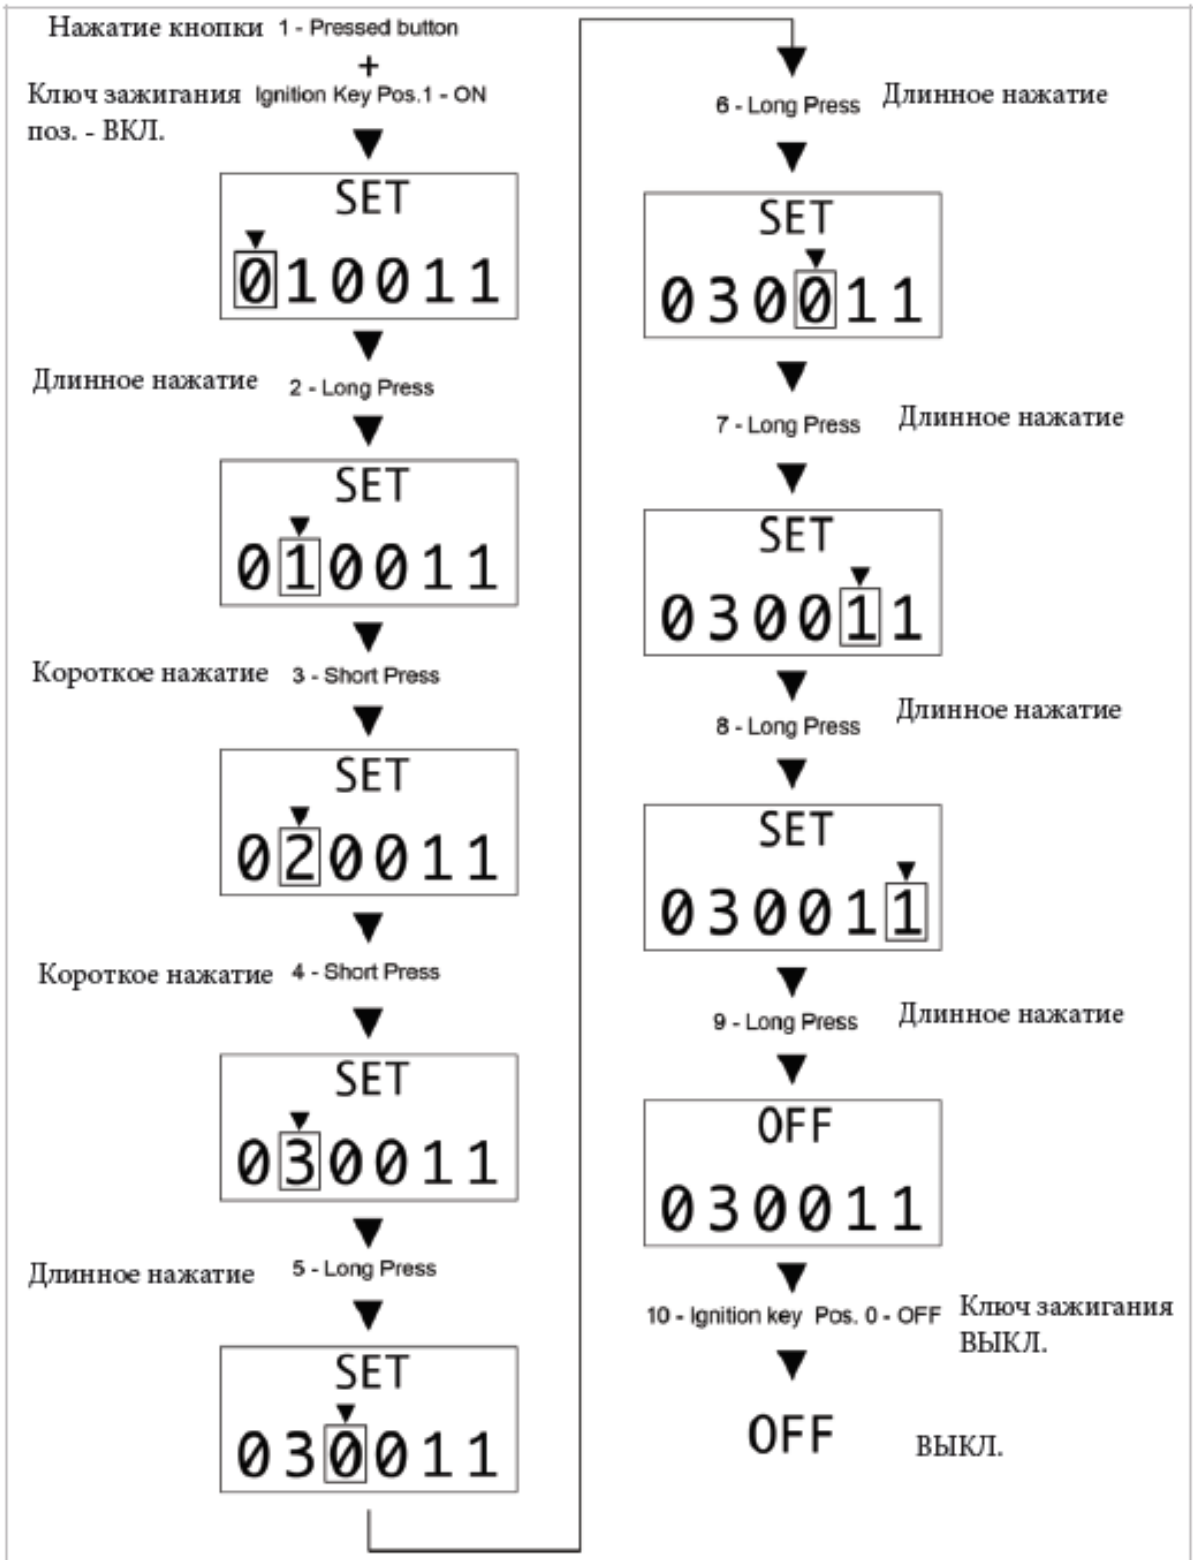 Нажатие кнопки 1 - Pressed button
+
Ключ зажигания Ignition Key Pos.1 - ON
поз. - ВКЛ.
SET
010011
Длинное нажатие 2 - Long Press
SET
010011
Короткое нажатие 3 - Short Press
SET
020011
Короткое нажатие 4 - Short Press
SET
030011
Длинное нажатие 5 - Long Press
SET
030011
6 - Long Press Длинное нажатие
SET
030011
7 - Long Press Длинное нажатие
SET
030011
8 - Long Press Длинное нажатие
SET
030011
9 - Long Press Длинное нажатие
OFF
030011
10 - Ignition key Pos. 0 - OFF Ключ зажигания
ВЫКЛ.
OFF ВЫКЛ.